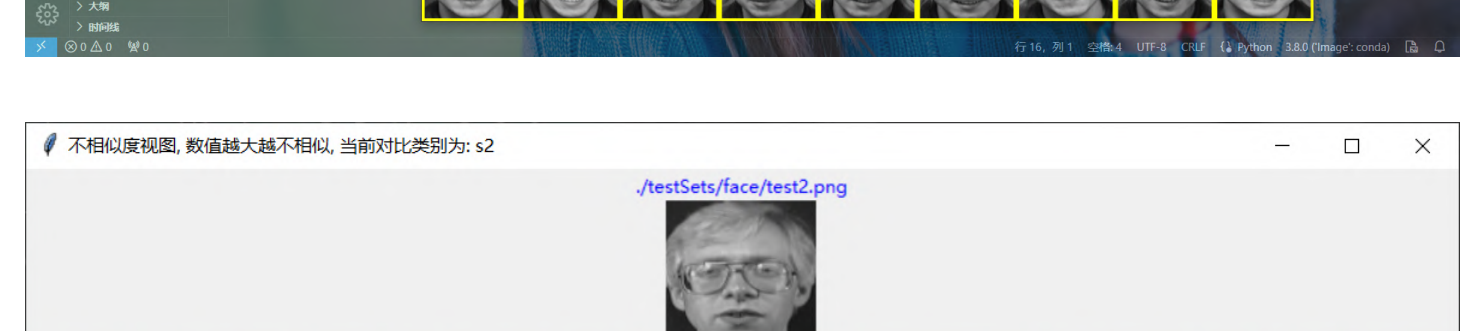 > 大纲
> 时间线
0 0 0 行 16，列 1 空格: 4 UTF-8 CRLF Python 3.8.0 ('Image': conda)
不相似度视图, 数值越大越不相似, 当前对比类别为: s2
./testSets/face/test2.png